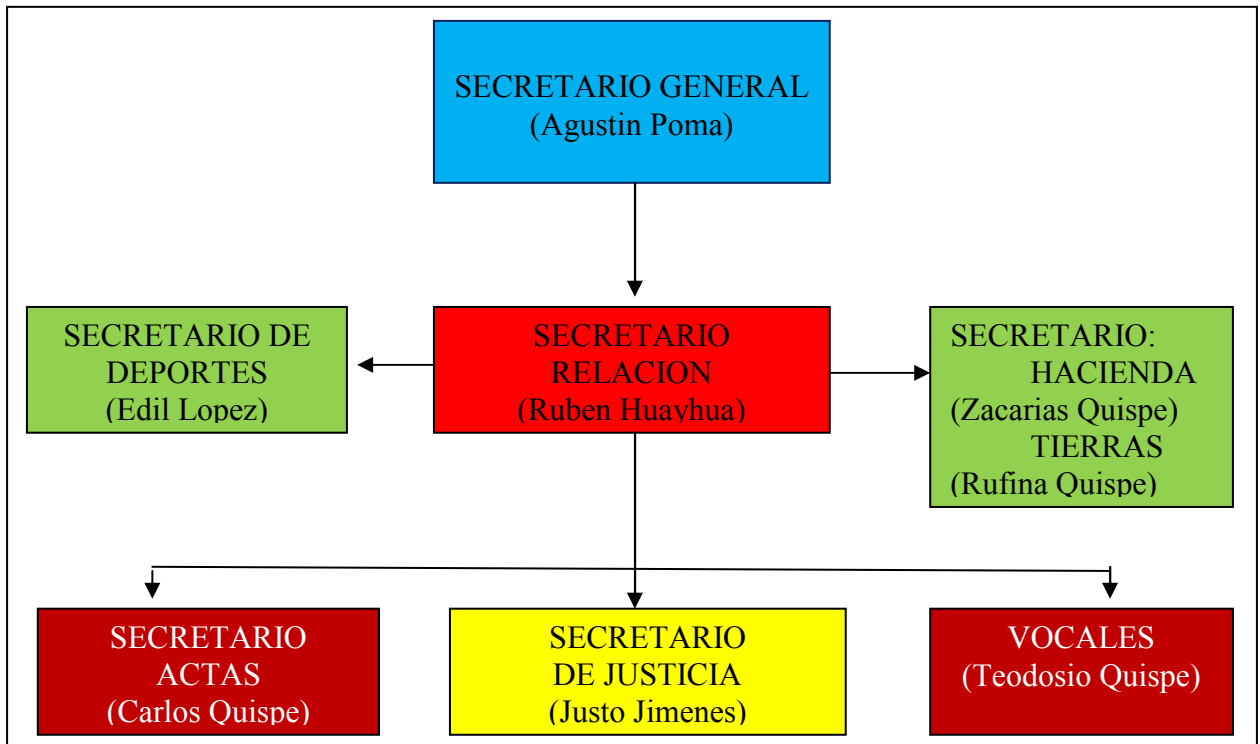 SECRETARIO GENERAL
(Agustin Poma)
SECRETARIO DE
DEPORTES
(Edil Lopez)
SECRETARIO
RELACION
(Ruben Huayhua)
SECRETARIO:
HACIENDA
(Zacarias Quispe)
TIERRAS
(Rufina Quispe)
SECRETARIO
ACTAS
(Carlos Quispe)
SECRETARIO
DE JUSTICIA
(Justo Jimenes)
VOCALES
(Teodosio Quispe)